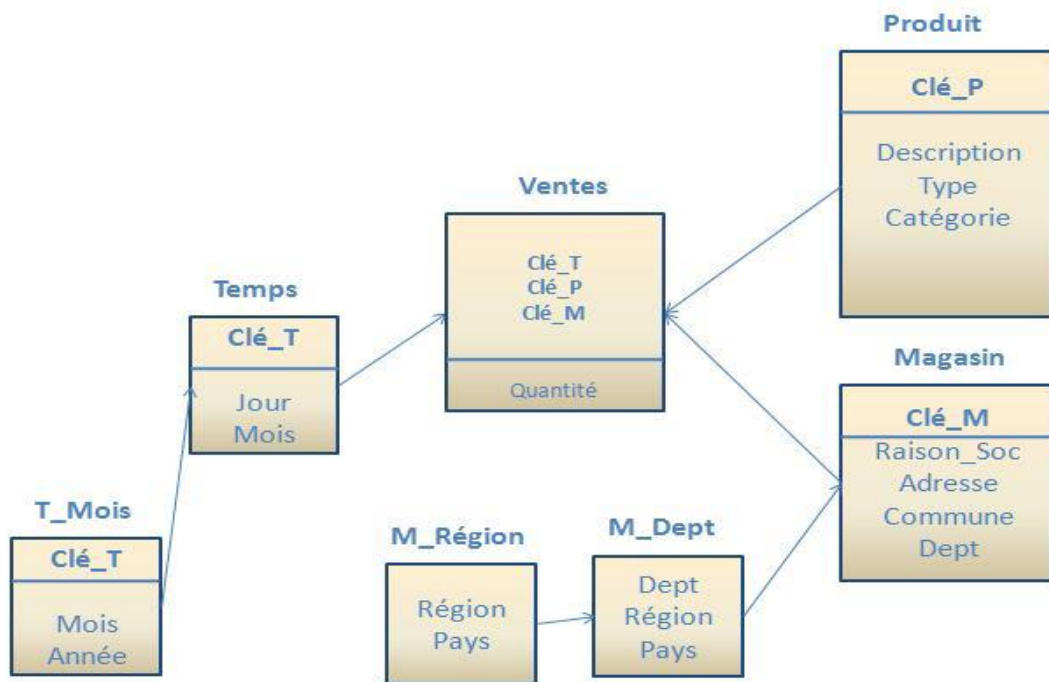 Produit
Clé_P
Description
Type
Catégorie
Ventes
Clé_T
Clé_P
Clé_M
Quantité
Temps
Clé_T
Jour
Mois
Magasin
Clé_M
Raison_Soc
Adresse
Commune
Dept
T_Mois
Clé_T
Mois
Année
M_Région
Région
Pays
M_Dept
Dept
Région
Pays